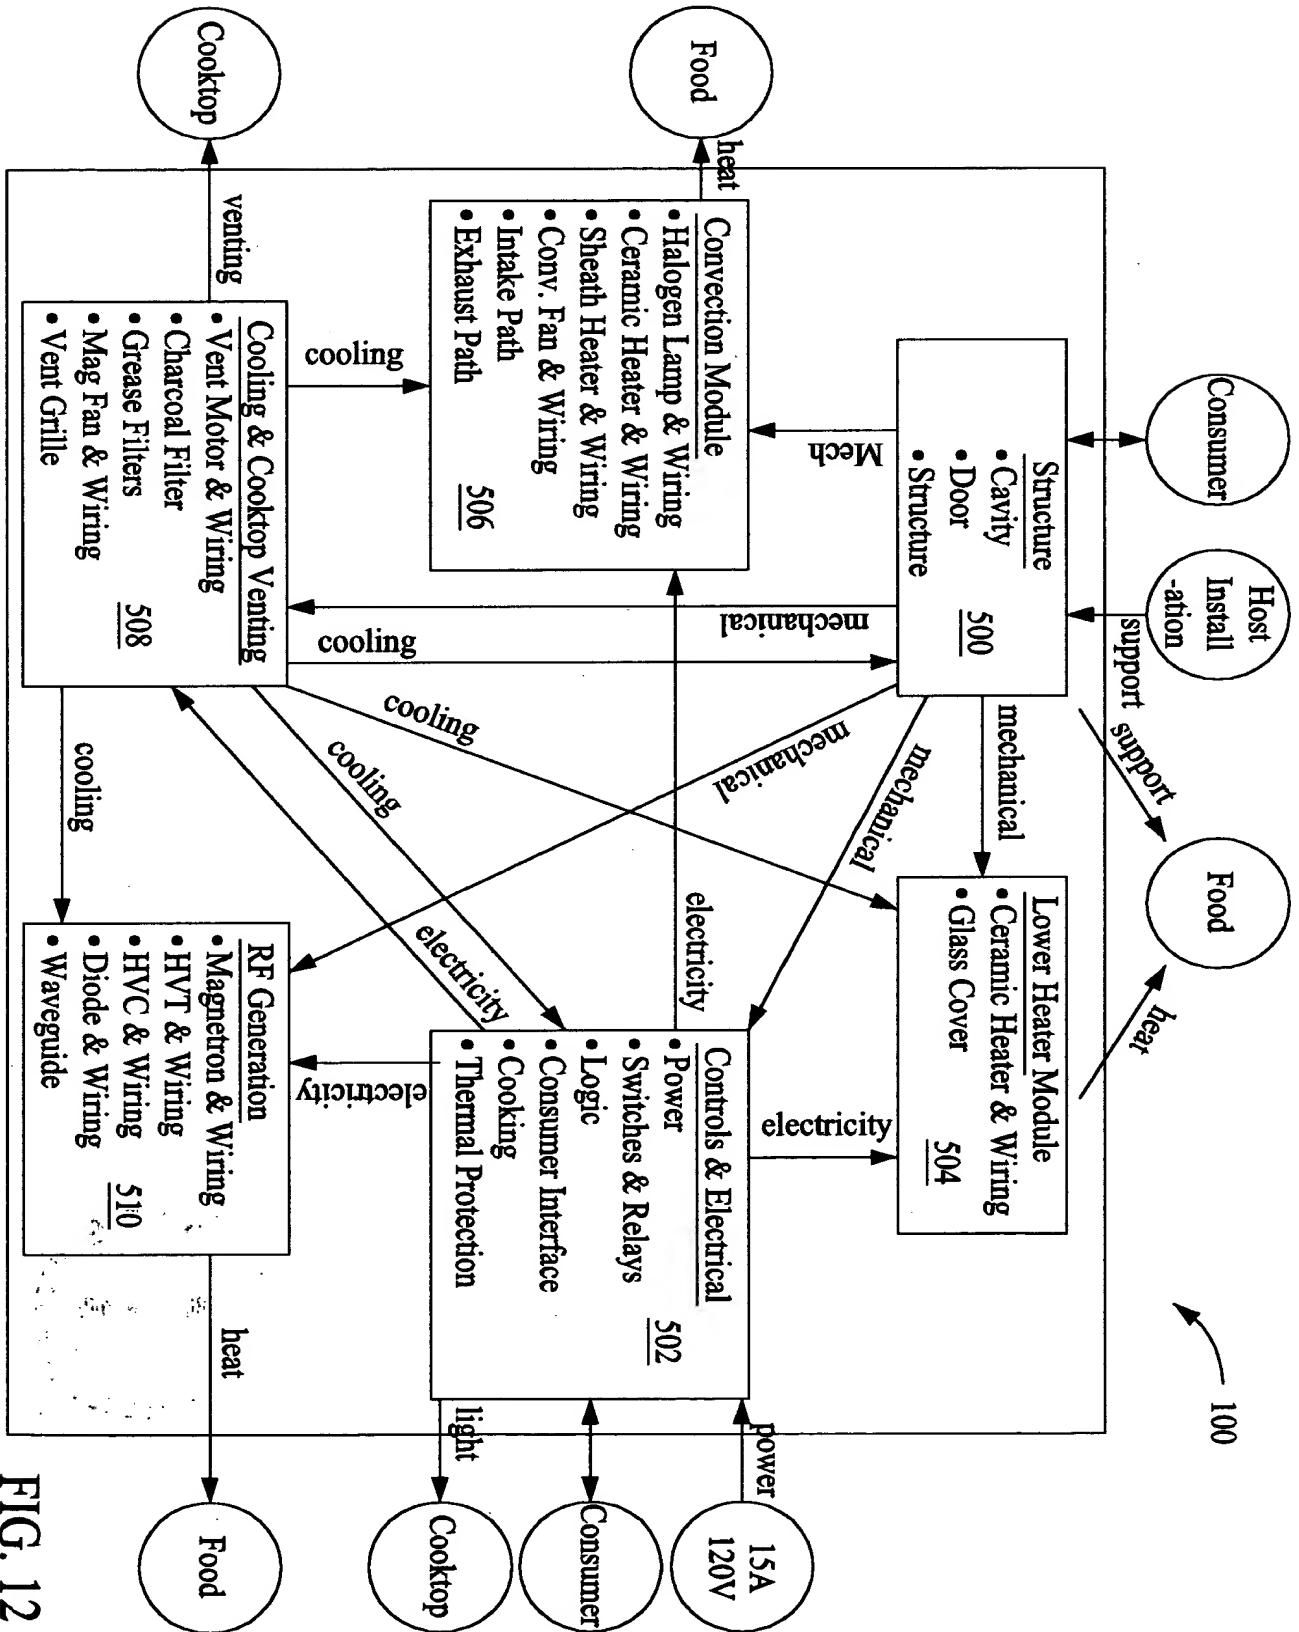 Consumer
Host
Install
-ation
Food
100
support
support
heat
Structure
• Cavity
• Door
• Structure
500
mechanical
Lower Heater Module
• Ceramic Heater & Wiring
• Glass Cover
504
Mech
mechanical
mechanical
mechanical
electricity
Food
heat
Convection Module
• Halogen Lamp & Wiring
• Ceramic Heater & Wiring
• Sheath Heater & Wiring
• Conv. Fan & Wiring
• Intake Path
• Exhaust Path
506
electricity
Controls & Electrical
• Power
• Switches & Relays
• Logic
• Consumer Interface
• Cooking
• Thermal Protection
502
power
15A
120V
Consumer
light
Cooktop
cooling
cooling
cooling
cooling
electricity
electricity
Cooktop
venting
Cooling & Cooktop Venting
• Vent Motor & Wiring
• Charcoal Filter
• Grease Filters
• Mag Fan & Wiring
• Vent Grille
508
cooling
RF Generation
• Magnetron & Wiring
• HVT & Wiring
• HVC & Wiring
• Diode & Wiring
• Waveguide
510
heat
Food
FIG. 12